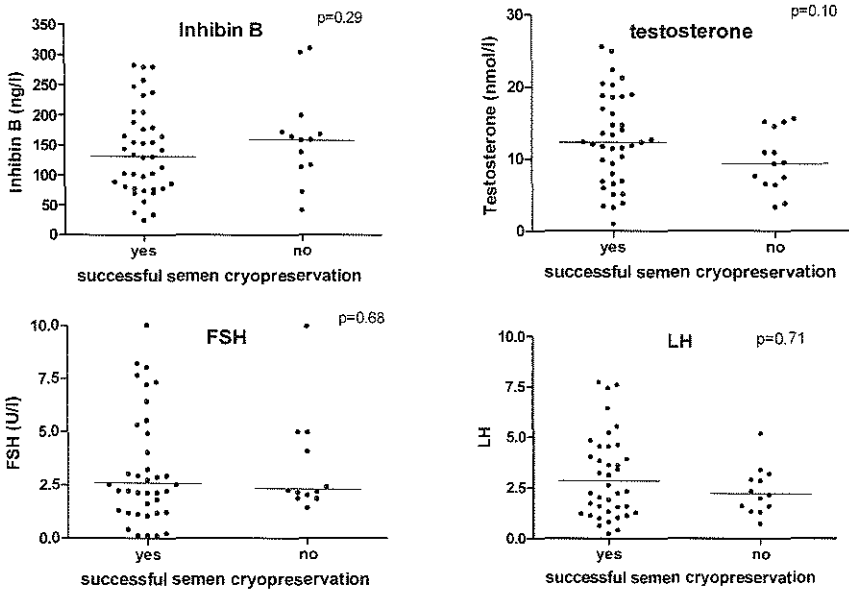 Inhibin B
p=0.29
Inhibin B (ng/l)
350
300
250
200
150
100
50
0
yes
no
successful semen cryopreservation
testosterone
p=0.10
Testosterone (nmol/l)
30
20
10
0
yes
no
successful semen cryopreservation
FSH
p=0.68
FSH (U/l)
10.0
7.5
5.0
2.5
0.0
yes
no
successful semen cryopreservation
LH
p=0.71
LH
10.0
7.5
5.0
2.5
0.0
yes
no
successful semen cryopreservation